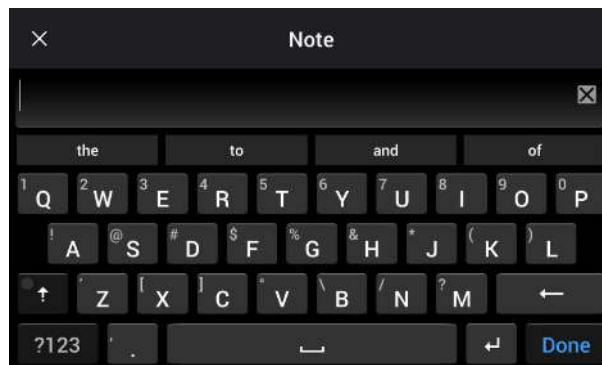 Note
the to and of
1 Q 2 W 3 E 4 R 5 T 6 Y 7 U 8 I 9 O 0 P
! A @ S # D $ F % G & H * J ( K ) L
' Z [ X ] C V \ B / N ? M
?123 . Done